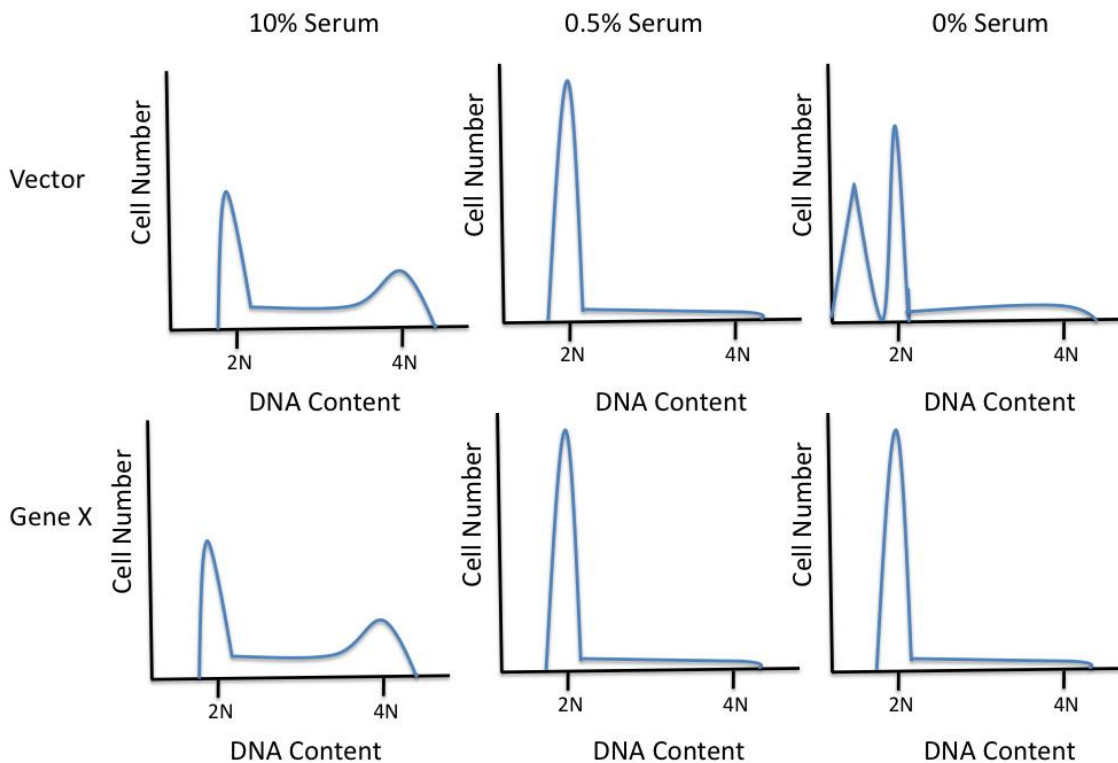 10% Serum
0.5% Serum
0% Serum
Vector
Cell Number
Cell Number
Cell Number
2N
4N
2N
4N
2N
4N
DNA Content
DNA Content
DNA Content
Gene X
Cell Number
Cell Number
Cell Number
2N
4N
2N
4N
2N
4N
DNA Content
DNA Content
DNA Content